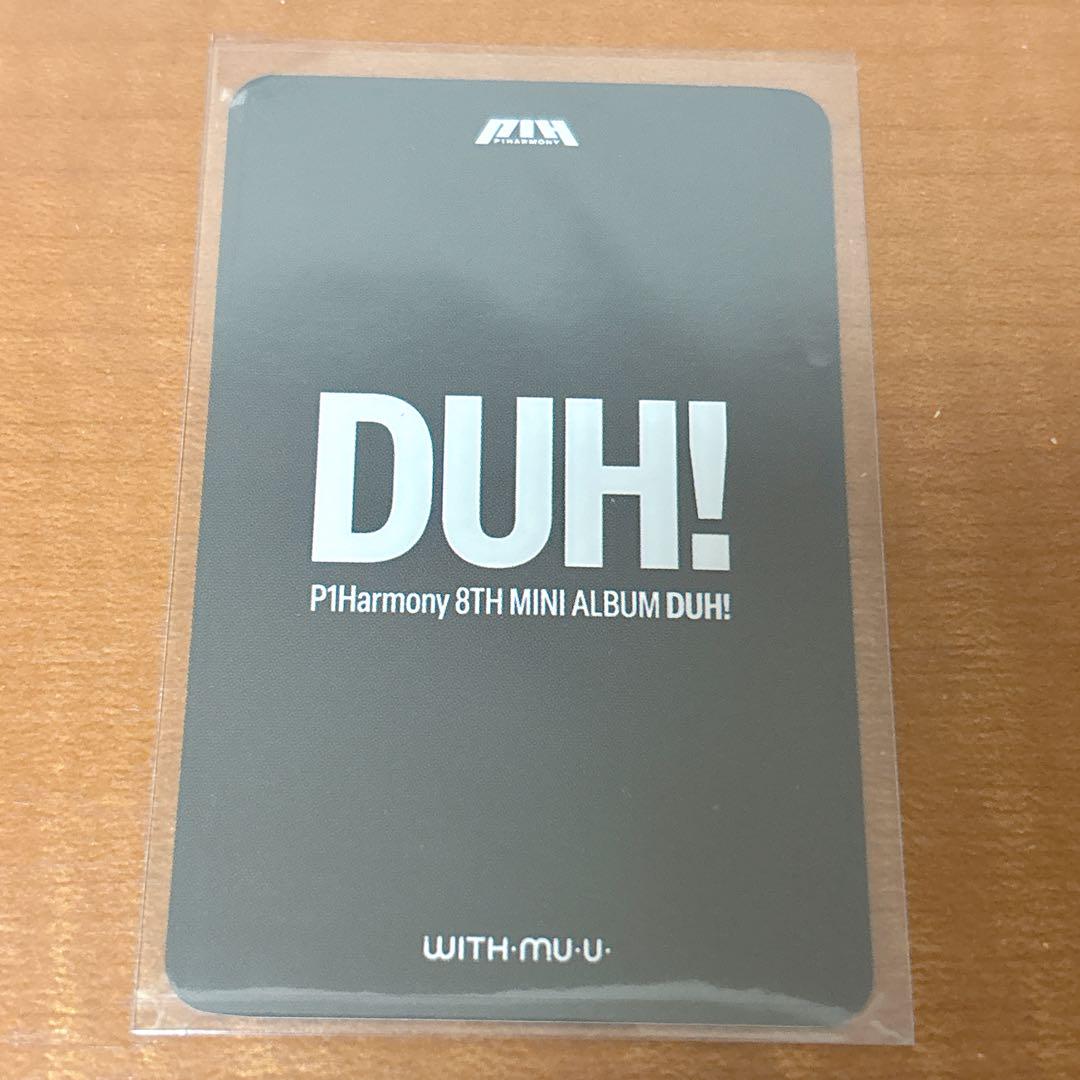 P1H
P1HARMONY
DUH!
P1Harmony 8TH MINI ALBUM DUH!
WITH·MU·U·